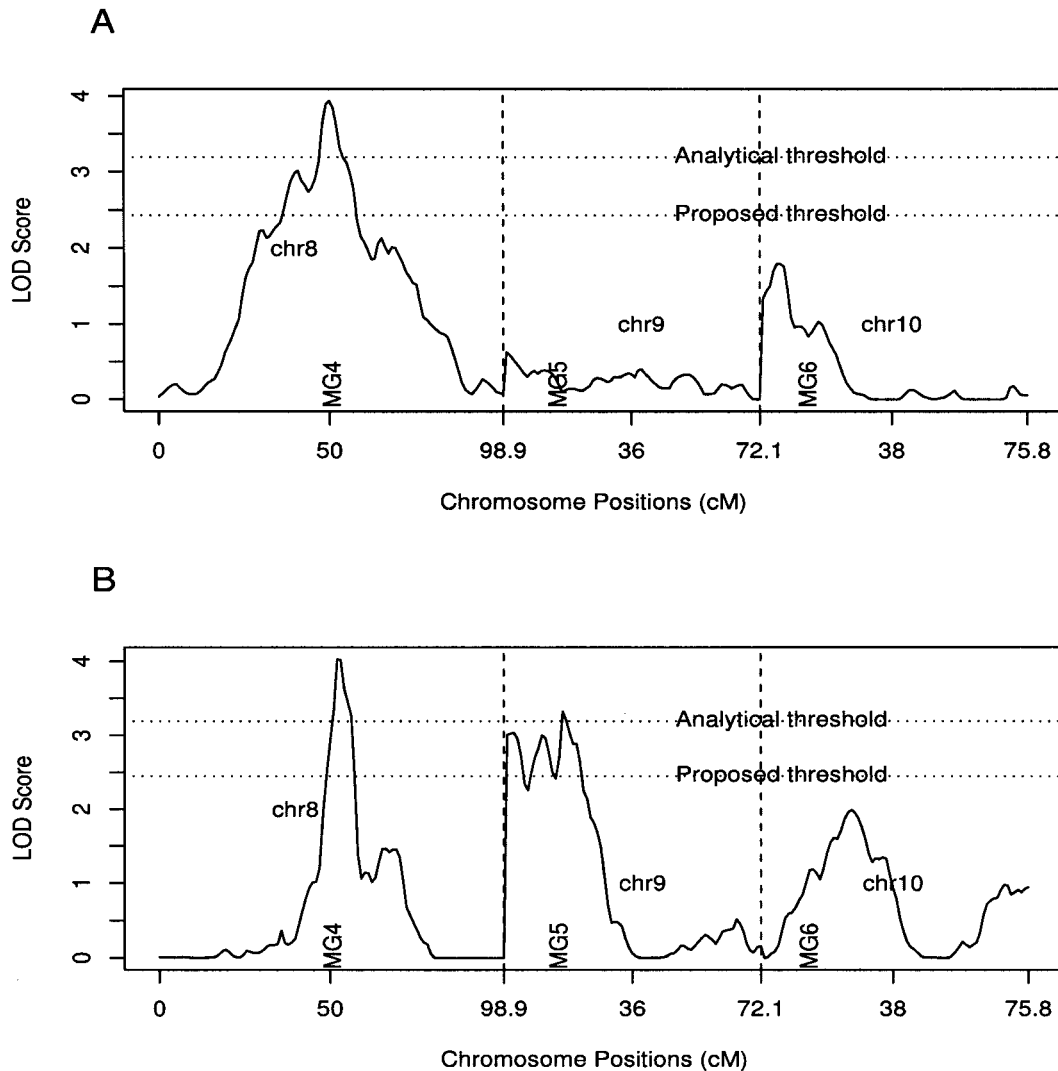 A
4
Analytical threshold
3
Proposed threshold
2
chr8
chr9
chr10
1
0
MG4
MG5
MG6
LOD Score
0 50 98.9 36 72.1 38 75.8
Chromosome Positions (cM)
B
4
Analytical threshold
3
Proposed threshold
2
chr8
chr9
chr10
1
0
MG4
MG5
MG6
LOD Score
0 50 98.9 36 72.1 38 75.8
Chromosome Positions (cM)